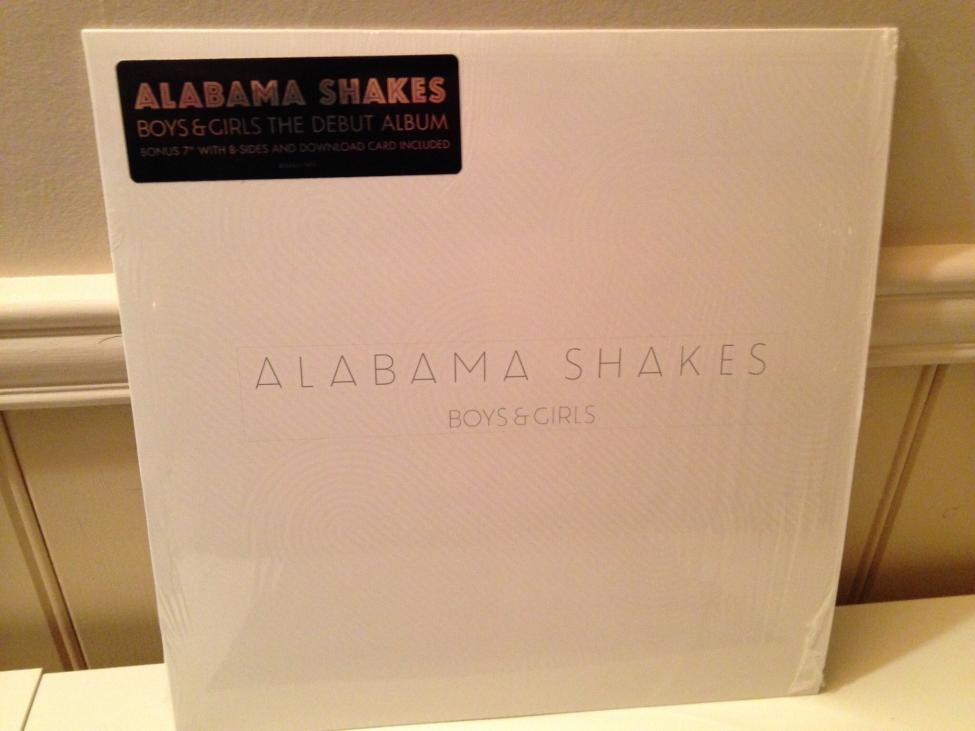 ALABAMA SHAKES
BOYS & GIRLS THE DEBUT ALBUM
BONUS 7" WITH B-SIDES AND DOWNLOAD CARD INCLUDED
ALABAMA SHAKES
BOYS & GIRLS